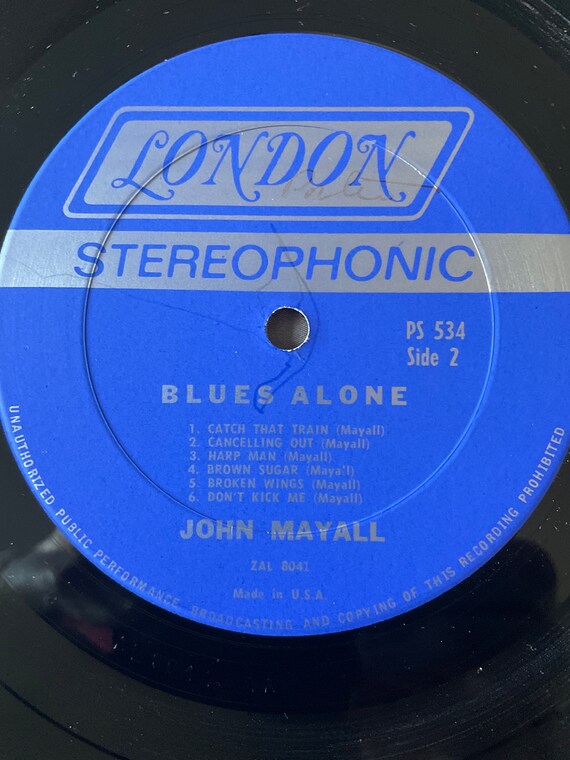 LONDON
STEREOPHONIC
PS 534
Side 2
BLUES ALONE
1. CATCH THAT TRAIN (Mayall)
2. CANCELLING OUT (Mayall)
3. HARP MAN (Mayall)
4. BROWN SUGAR (Mayall)
5. BROKEN WINGS (Mayall)
6. DON'T KICK ME (Mayall)
JOHN MAYALL
ZAL 8041
Made in U.S.A.
UNAUTHORIZED PUBLIC PERFORMANCE BROADCASTING AND COPYING OF THIS RECORDING PROHIBITED